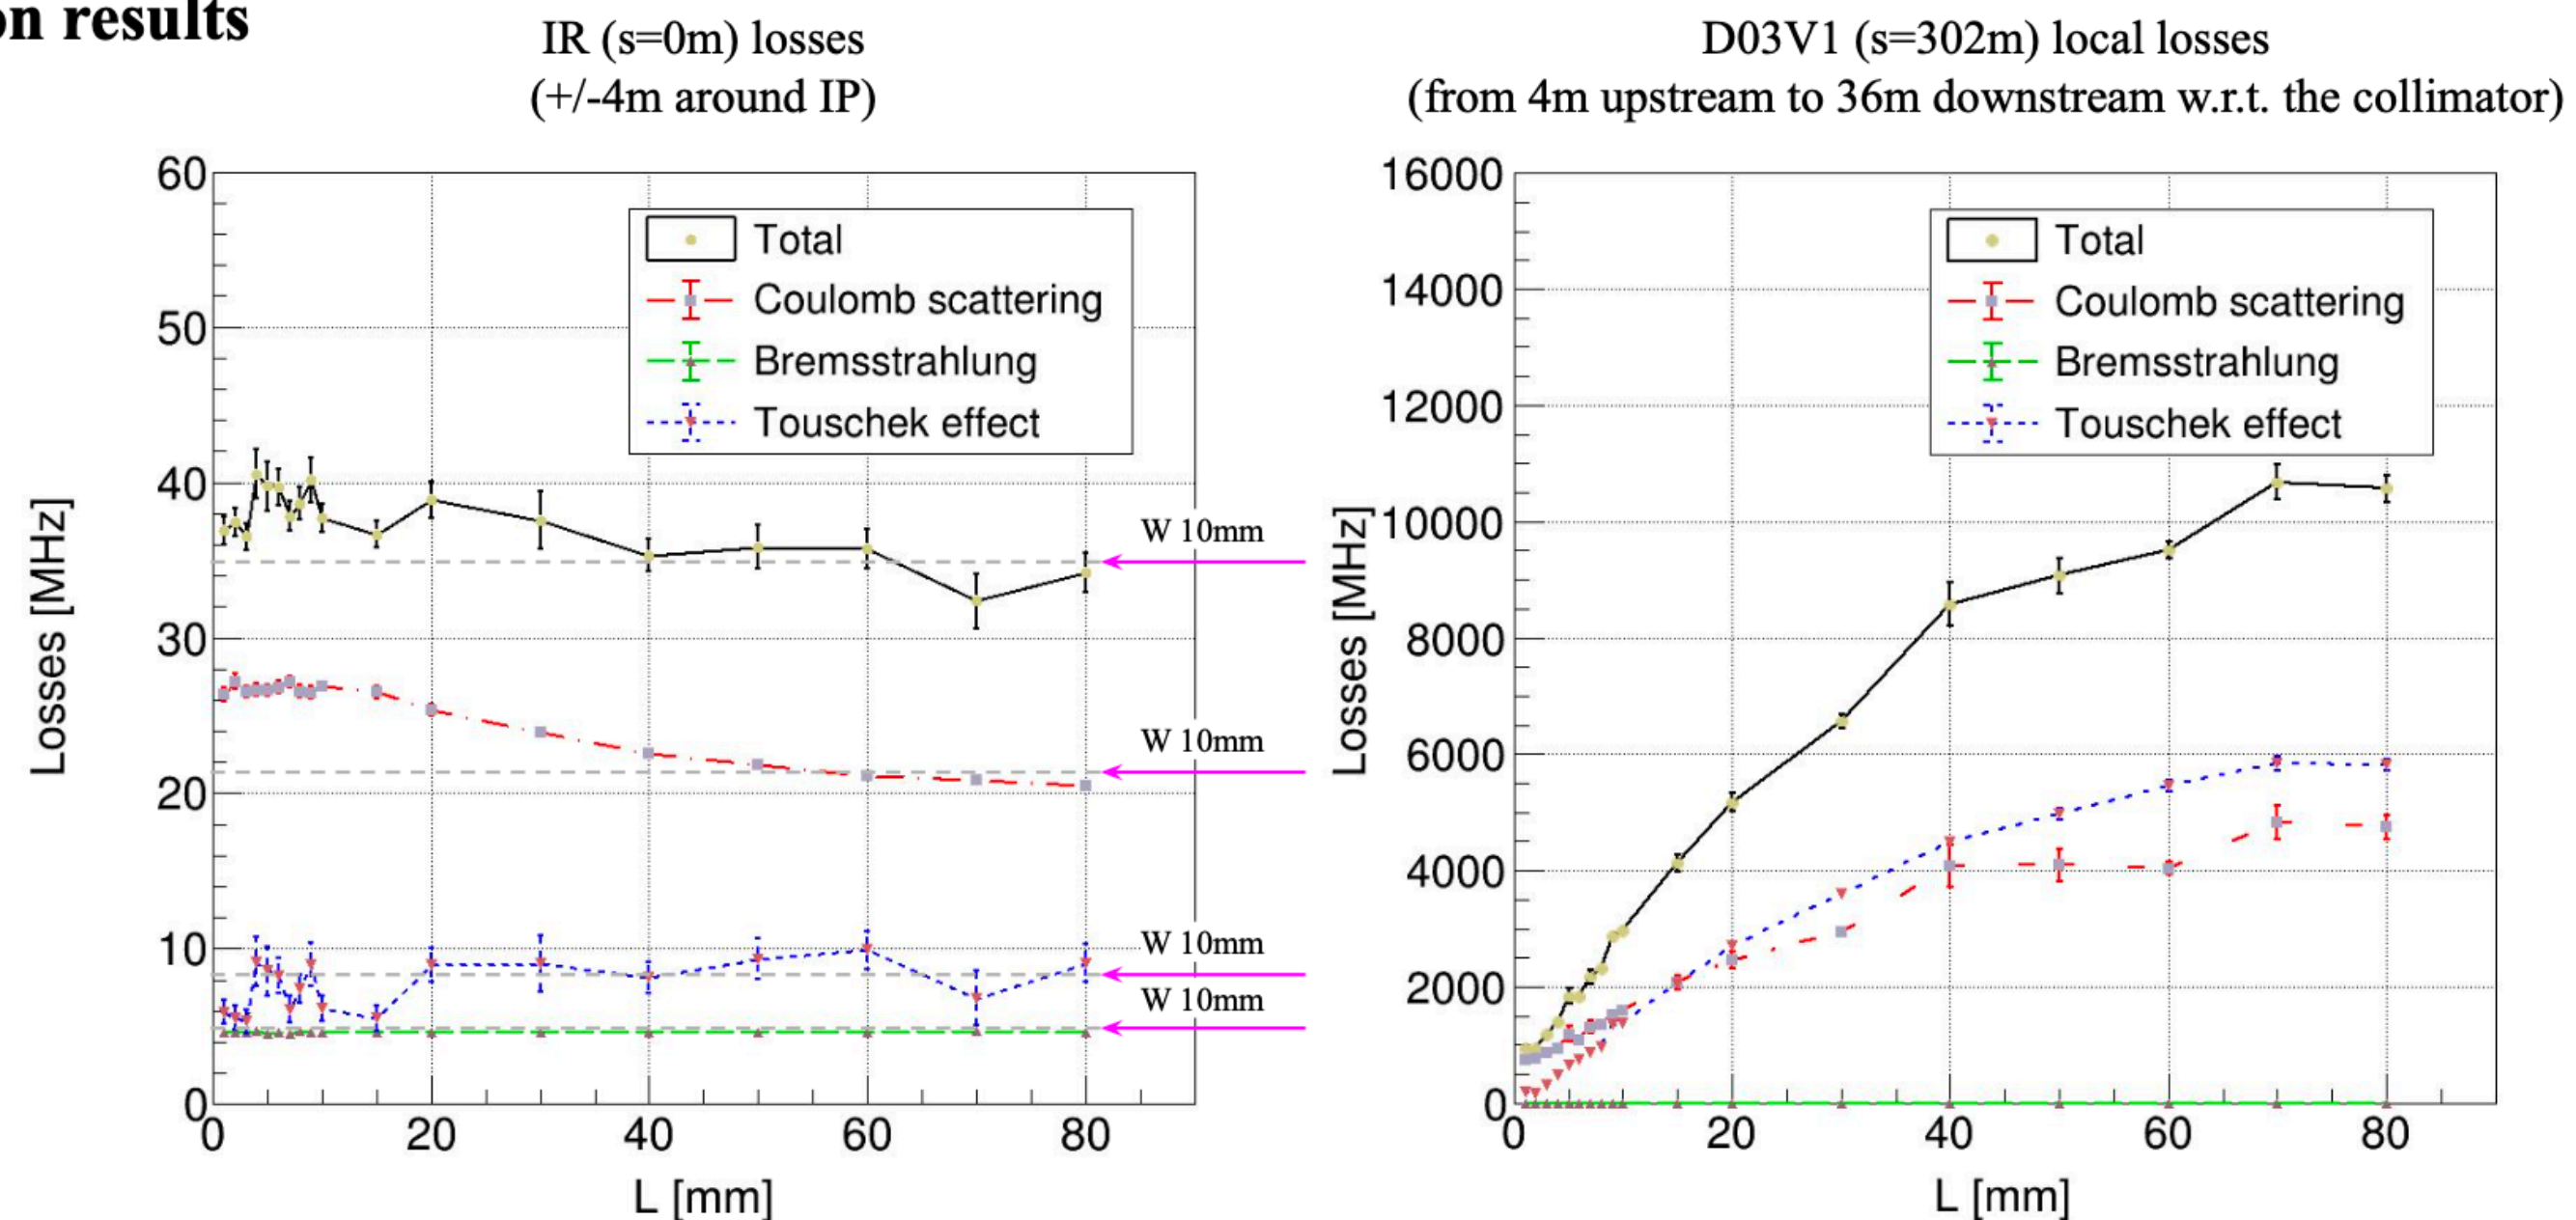 on results
IR (s=0m) losses
(+/-4m around IP)
D03V1 (s=302m) local losses
(from 4m upstream to 36m downstream w.r.t. the collimator)
60
50
40
30
20
10
0
Losses [MHz]
Total
Coulomb scattering
Bremsstrahlung
Touschek effect
W 10mm
W 10mm
W 10mm
W 10mm
0
20
40
60
80
L [mm]
16000
14000
12000
10000
8000
6000
4000
2000
0
Losses [MHz]
Total
Coulomb scattering
Bremsstrahlung
Touschek effect
0
20
40
60
80
L [mm]